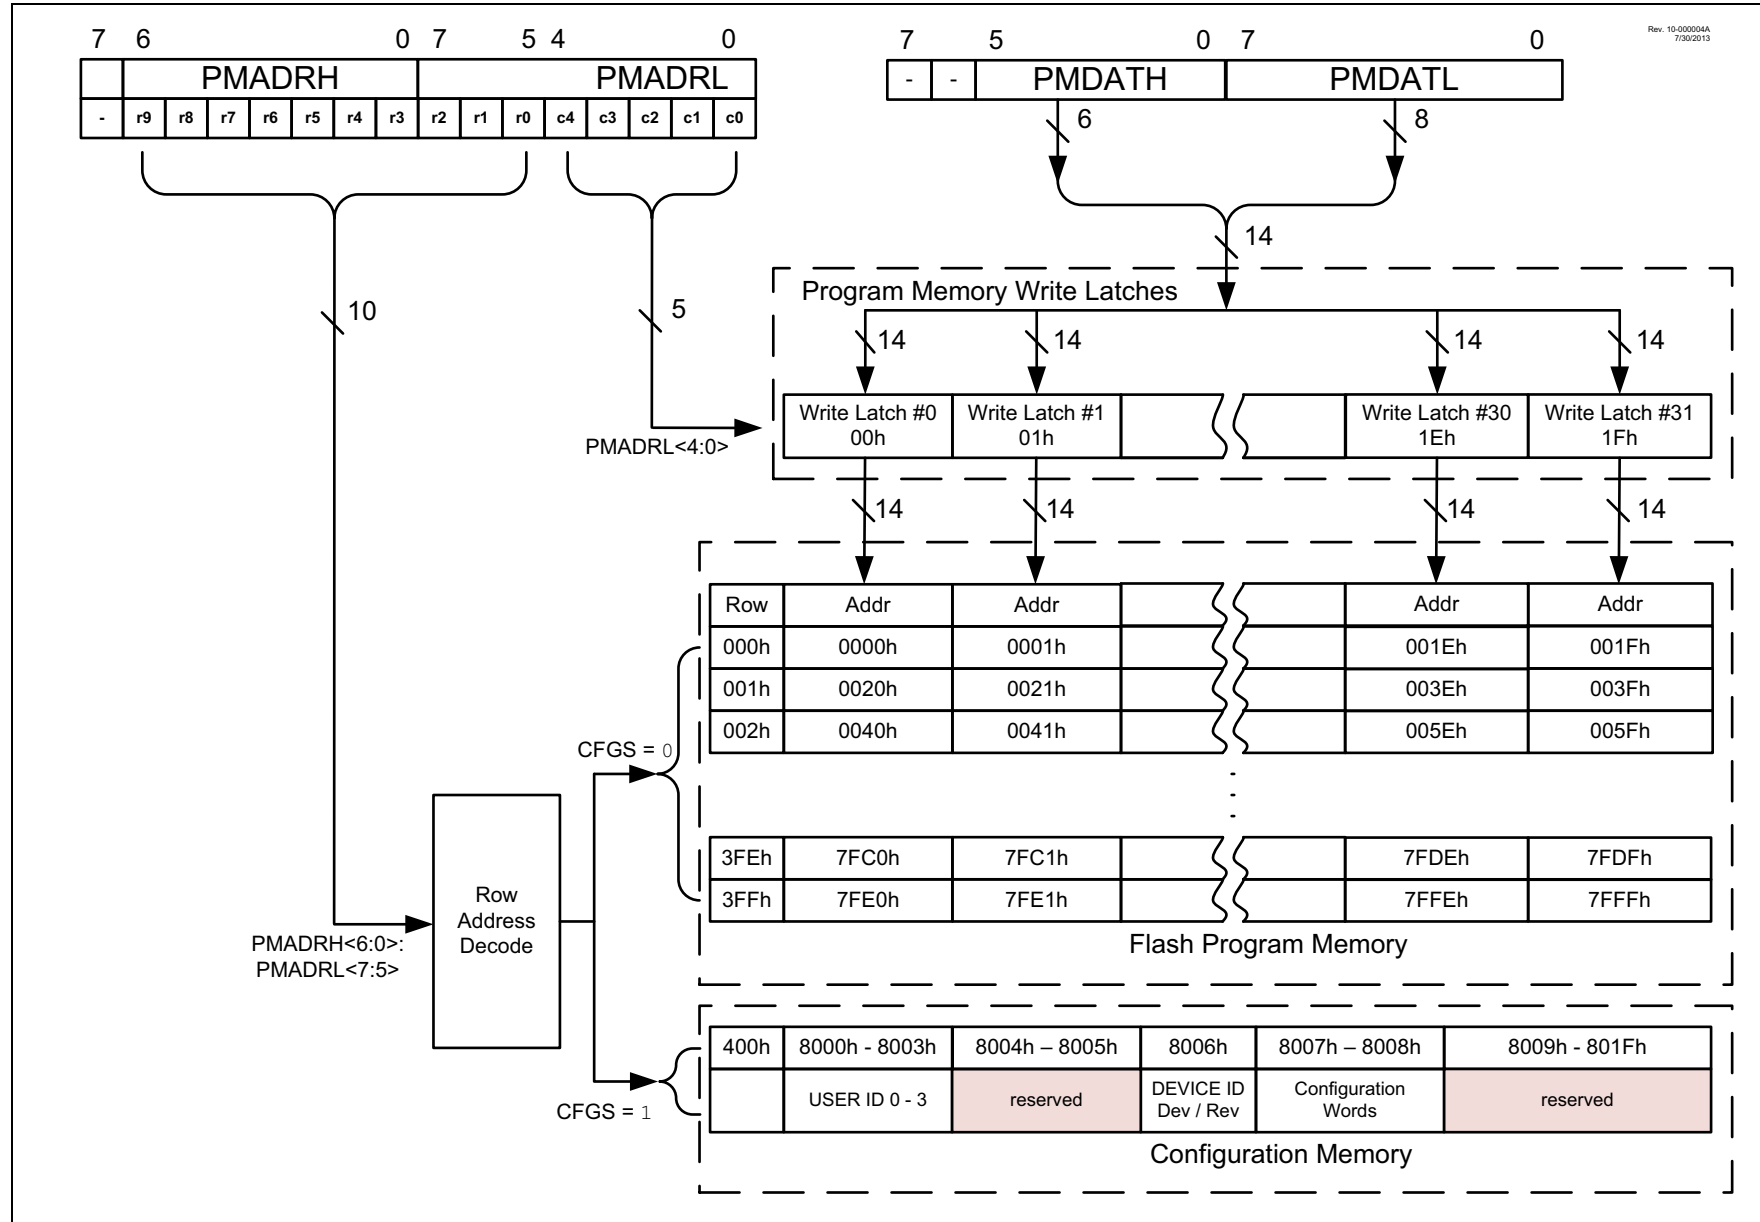 Rev. 10-000004A
7/30/2013
7 6 0 7 5 4 0
PMADRH PMADRL
- r9 r8 r7 r6 r5 r4 r3 r2 r1 r0 c4 c3 c2 c1 c0
7 5 0 7 0
- - PMDATH PMDATL
6 8
14
10 5
Program Memory Write Latches
14 14 14 14
PMADRL<4:0>
Write Latch #0 Write Latch #1 Write Latch #30 Write Latch #31
00h 01h 1Eh 1Fh
14 14 14 14
Row Addr Addr Addr Addr
000h 0000h 0001h 001Eh 001Fh
001h 0020h 0021h 003Eh 003Fh
002h 0040h 0041h 005Eh 005Fh
CFGS = 0
3FEh 7FC0h 7FC1h 7FDEh 7FDFh
3FFh 7FE0h 7FE1h 7FFEh 7FFFh
Flash Program Memory
Row
Address
Decode
PMADRH<6:0>:
PMADRL<7:5>
400h 8000h - 8003h 8004h – 8005h 8006h 8007h – 8008h 8009h - 801Fh
USER ID 0 - 3 reserved DEVICE ID Configuration reserved
Dev / Rev Words
CFGS = 1
Configuration Memory